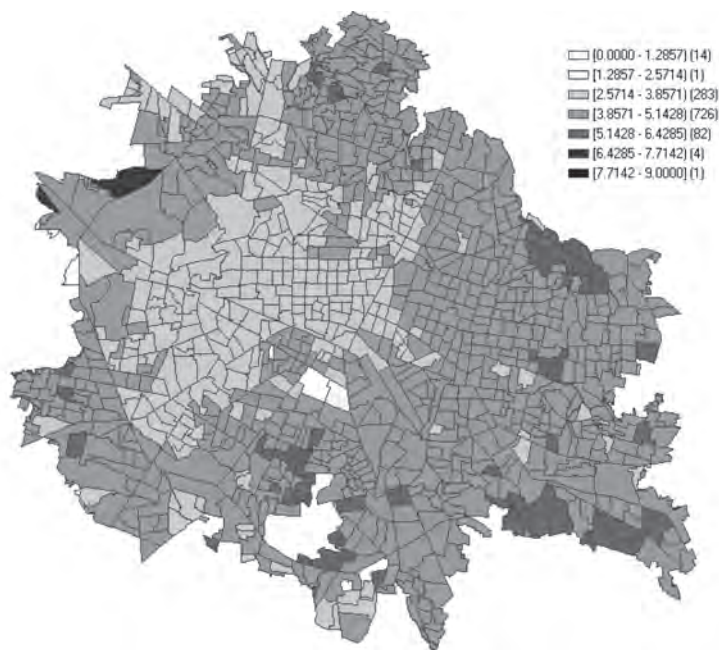 [0.0000 - 1.2857) (14)
[1.2857 - 2.5714) (1)
[2.5714 - 3.8571) (283)
[3.8571 - 5.1428) (726)
[5.1428 - 6.4285) (82)
[6.4285 - 7.7142) (4)
[7.7142 - 9.0000] (1)